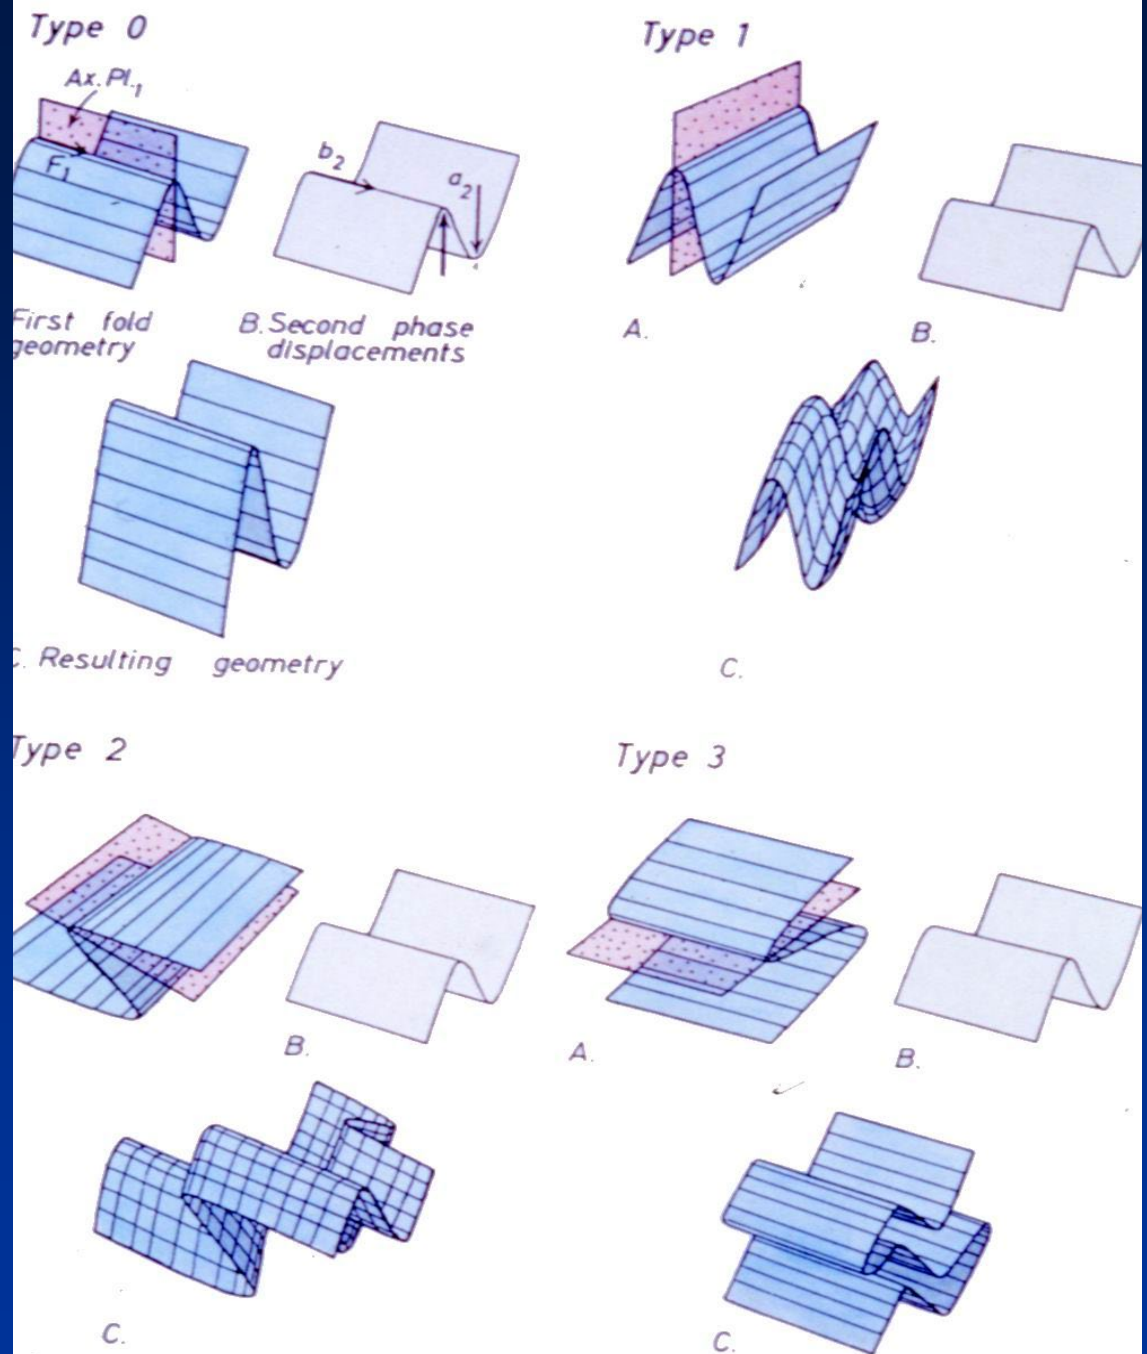 Type 0
Ax. Pl.1
F1
b2
a2
First fold
geometry
B. Second phase
displacements
C. Resulting geometry
Type 1
A.
B.
C.
Type 2
B.
C.
Type 3
A.
B.
C.